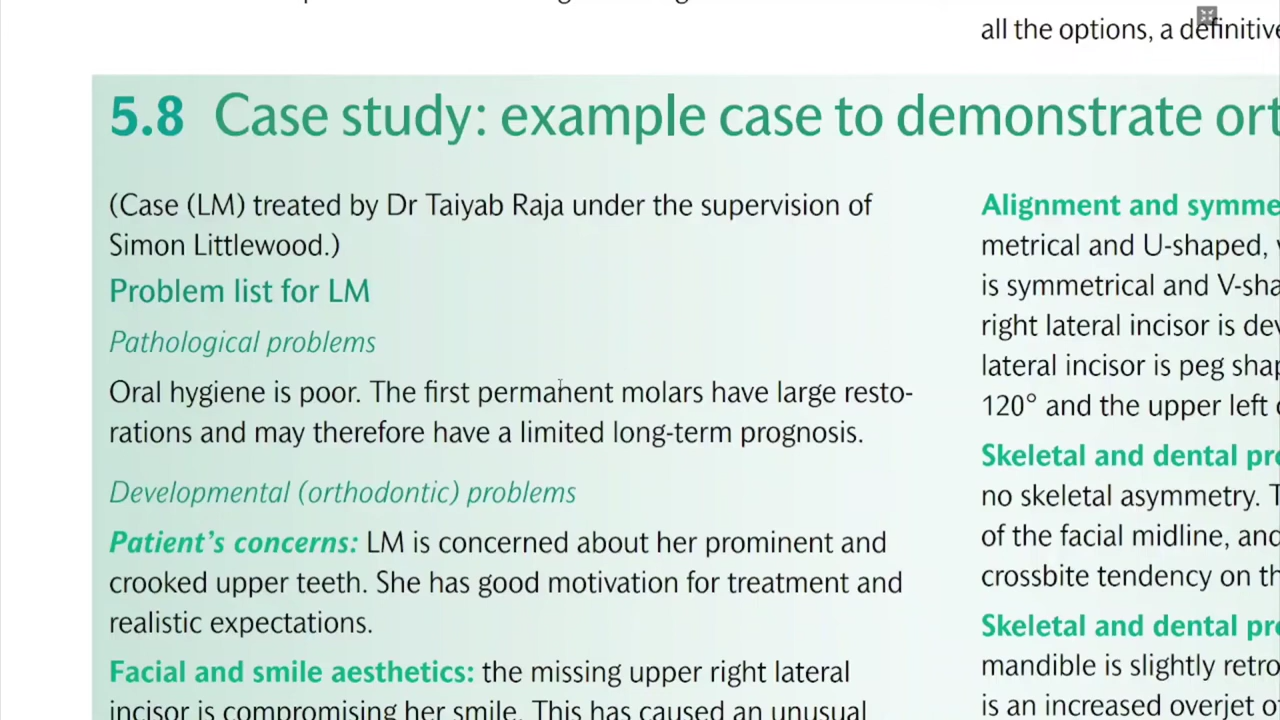 all the options, a definitive
5.8 Case study: example case to demonstrate ort
(Case (LM) treated by Dr Taiyab Raja under the supervision of
Simon Littlewood.)
Problem list for LM
Pathological problems
Oral hygiene is poor. The first permanent molars have large resto-
rations and may therefore have a limited long-term prognosis.
Developmental (orthodontic) problems
Patient's concerns: LM is concerned about her prominent and
crooked upper teeth. She has good motivation for treatment and
realistic expectations.
Facial and smile aesthetics: the missing upper right lateral
incisor is compromising her smile. This has caused an unusual
Alignment and symme
metrical and U-shaped,
is symmetrical and V-sha
right lateral incisor is dev
lateral incisor is peg shap
120° and the upper left
Skeletal and dental pro
no skeletal asymmetry. T
of the facial midline, and
crossbite tendency on th
Skeletal and dental pro
mandible is slightly retro
is an increased overjet o